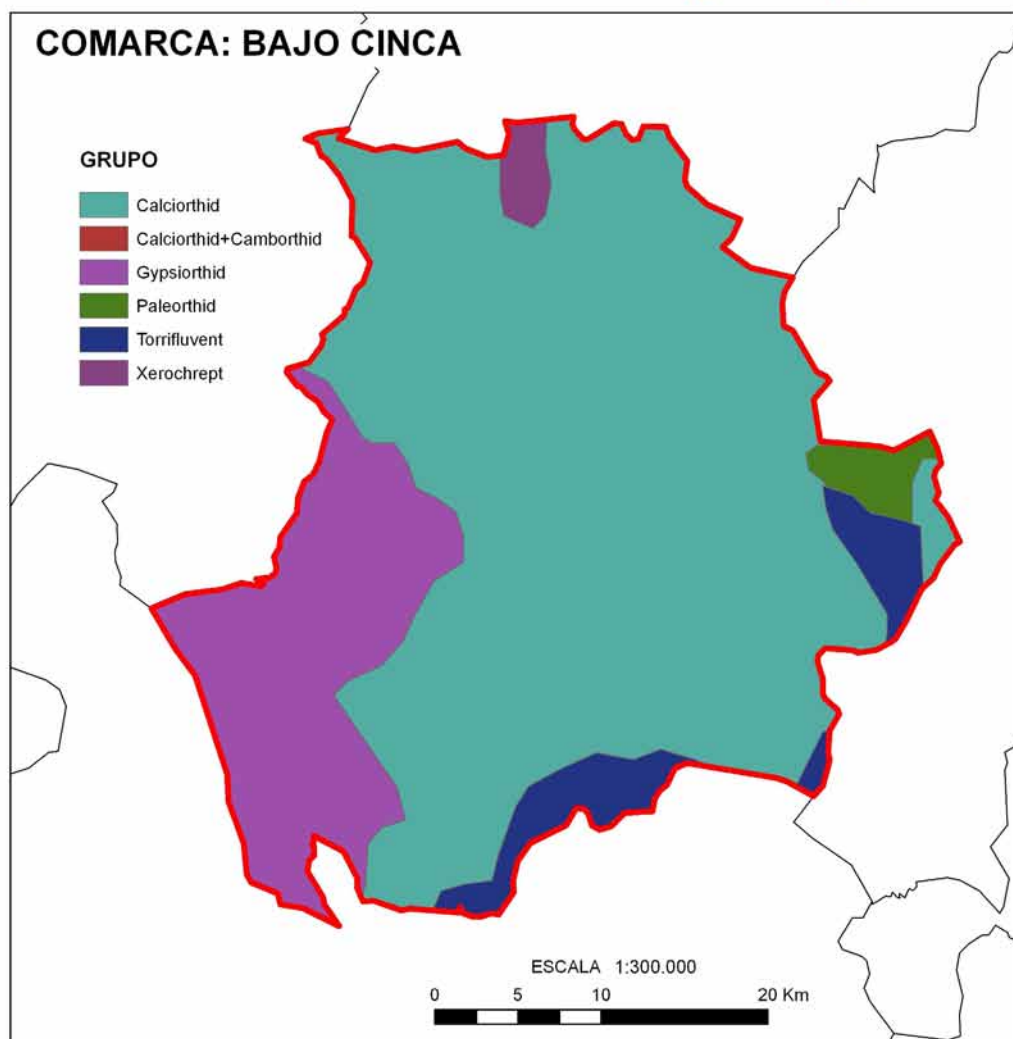 COMARCA: BAJO CINCA
GRUPO
Calciorthid
Calciorthid+Camborthid
Gypsiorthid
Paleorthid
Torrifluvent
Xerochrept
ESCALA 1:300.000
0 5 10 20 Km